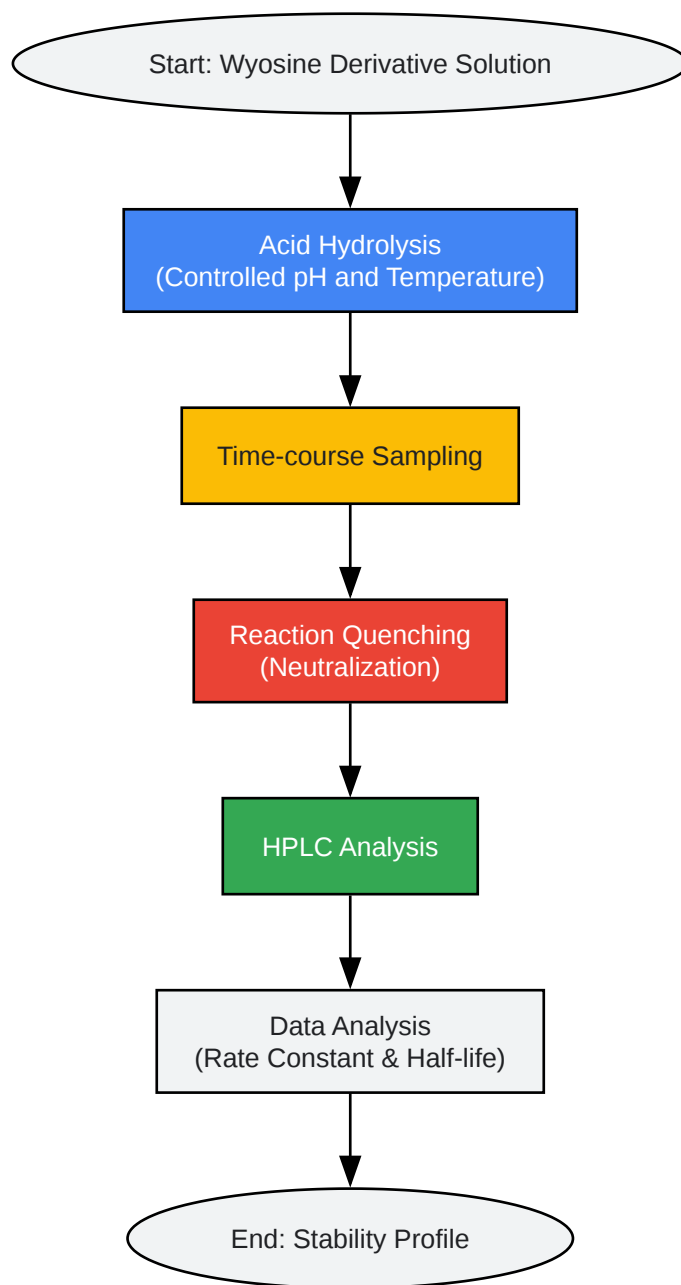 Start: Wyosine Derivative Solution
Acid Hydrolysis
(Controlled pH and Temperature)
Time-course Sampling
Reaction Quenching
(Neutralization)
HPLC Analysis
Data Analysis
(Rate Constant & Half-life)
End: Stability Profile